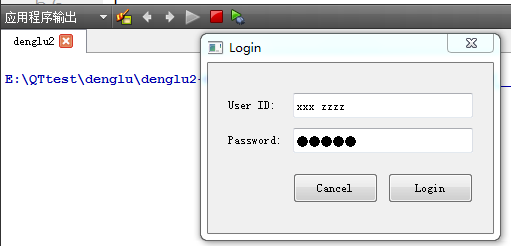 应用程序输出
denglu2
Login
E:\QTtest\denglu\denglu2-
User ID:
xxx zzzz
Password:
●●●●●
Cancel
Login